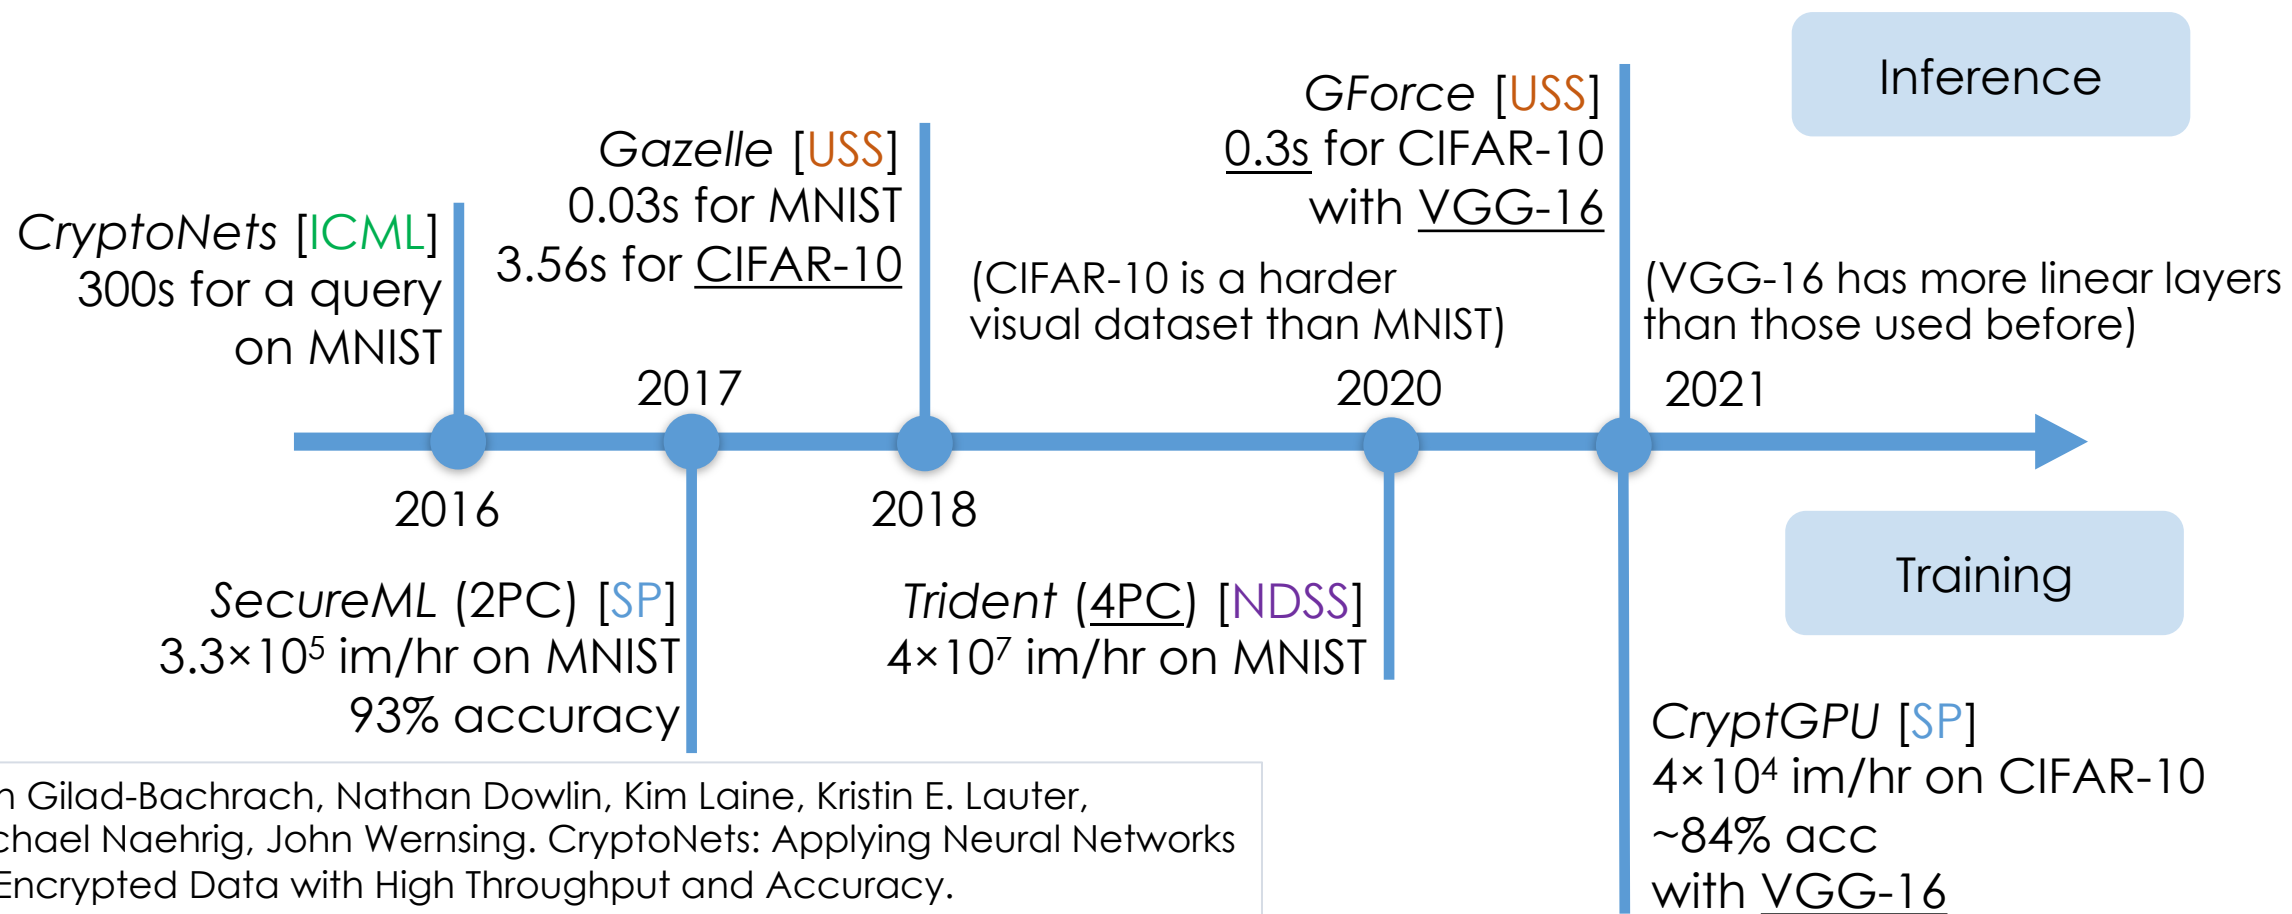 Inference
GForce [USS]
0.3s for CIFAR-10
with VGG-16
Gazelle [USS]
0.03s for MNIST
3.56s for CIFAR-10
CryptoNets [ICML]
300s for a query
on MNIST
(CIFAR-10 is a harder
visual dataset than MNIST)
(VGG-16 has more linear layers
than those used before)
2017
2020
2021
2016
2018
Training
SecureML (2PC) [SP]
3.3×10⁵ im/hr on MNIST
93% accuracy
Trident (4PC) [NDSS]
4×10⁷ im/hr on MNIST
CryptGPU [SP]
4×10⁴ im/hr on CIFAR-10
~84% acc
with VGG-16
Gilad-Bachrach, Nathan Dowlin, Kim Laine, Kristin E. Lauter,
Naehrig, John Wernsing. CryptoNets: Applying Neural Networks
Encrypted Data with High Throughput and Accuracy.